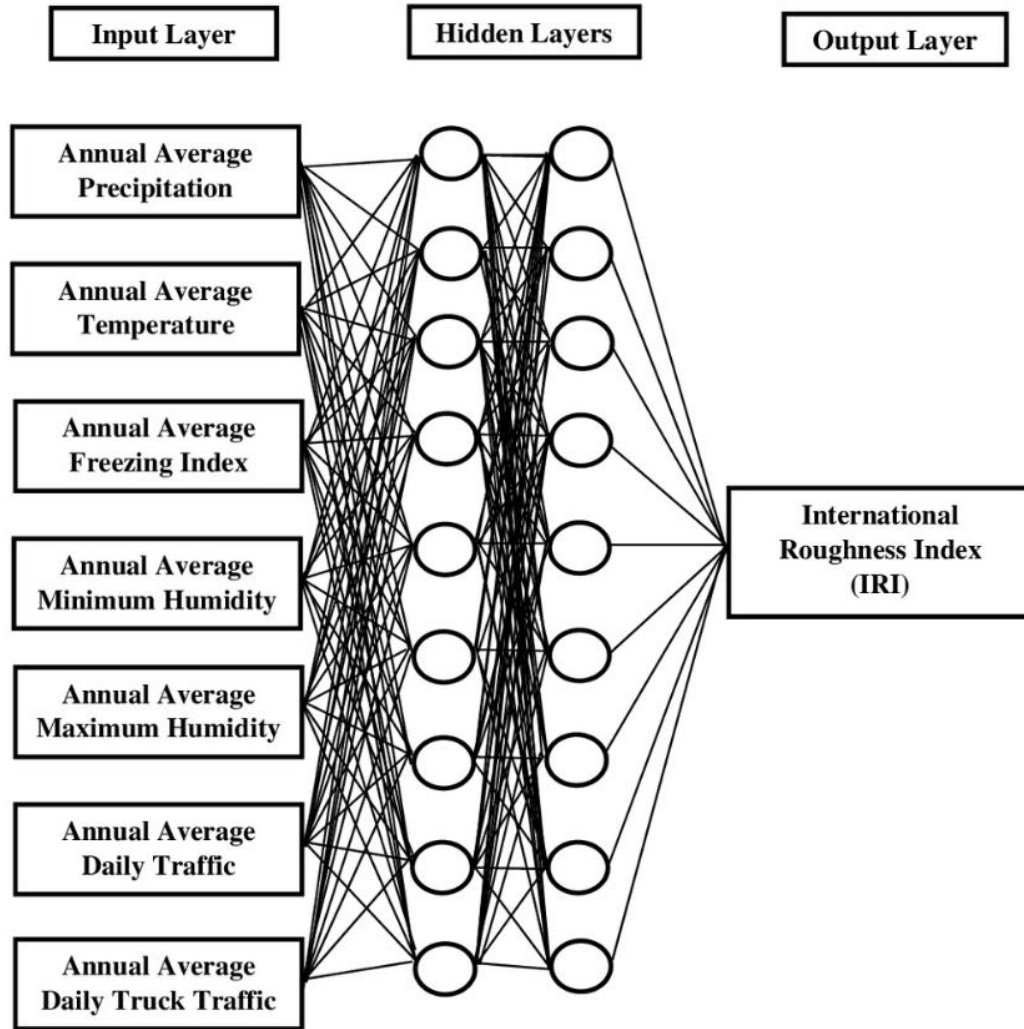 Input Layer
Hidden Layers
Output Layer
Annual Average
Precipitation
Annual Average
Temperature
Annual Average
Freezing Index
Annual Average
Minimum Humidity
Annual Average
Maximum Humidity
Annual Average
Daily Traffic
Annual Average
Daily Truck Traffic
International
Roughness Index
(IRI)